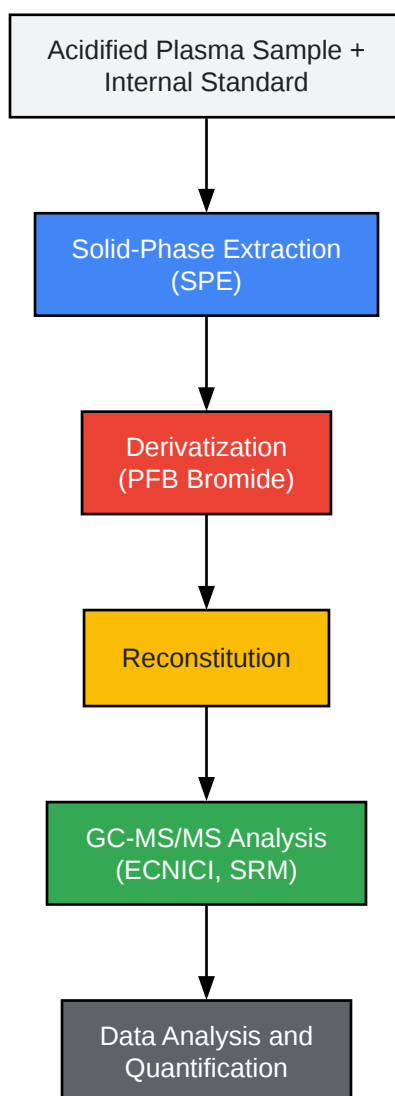 Acidified Plasma Sample +
Internal Standard
Solid-Phase Extraction
(SPE)
Derivatization
(PFB Bromide)
Reconstitution
GC-MS/MS Analysis
(ECNICI, SRM)
Data Analysis and
Quantification